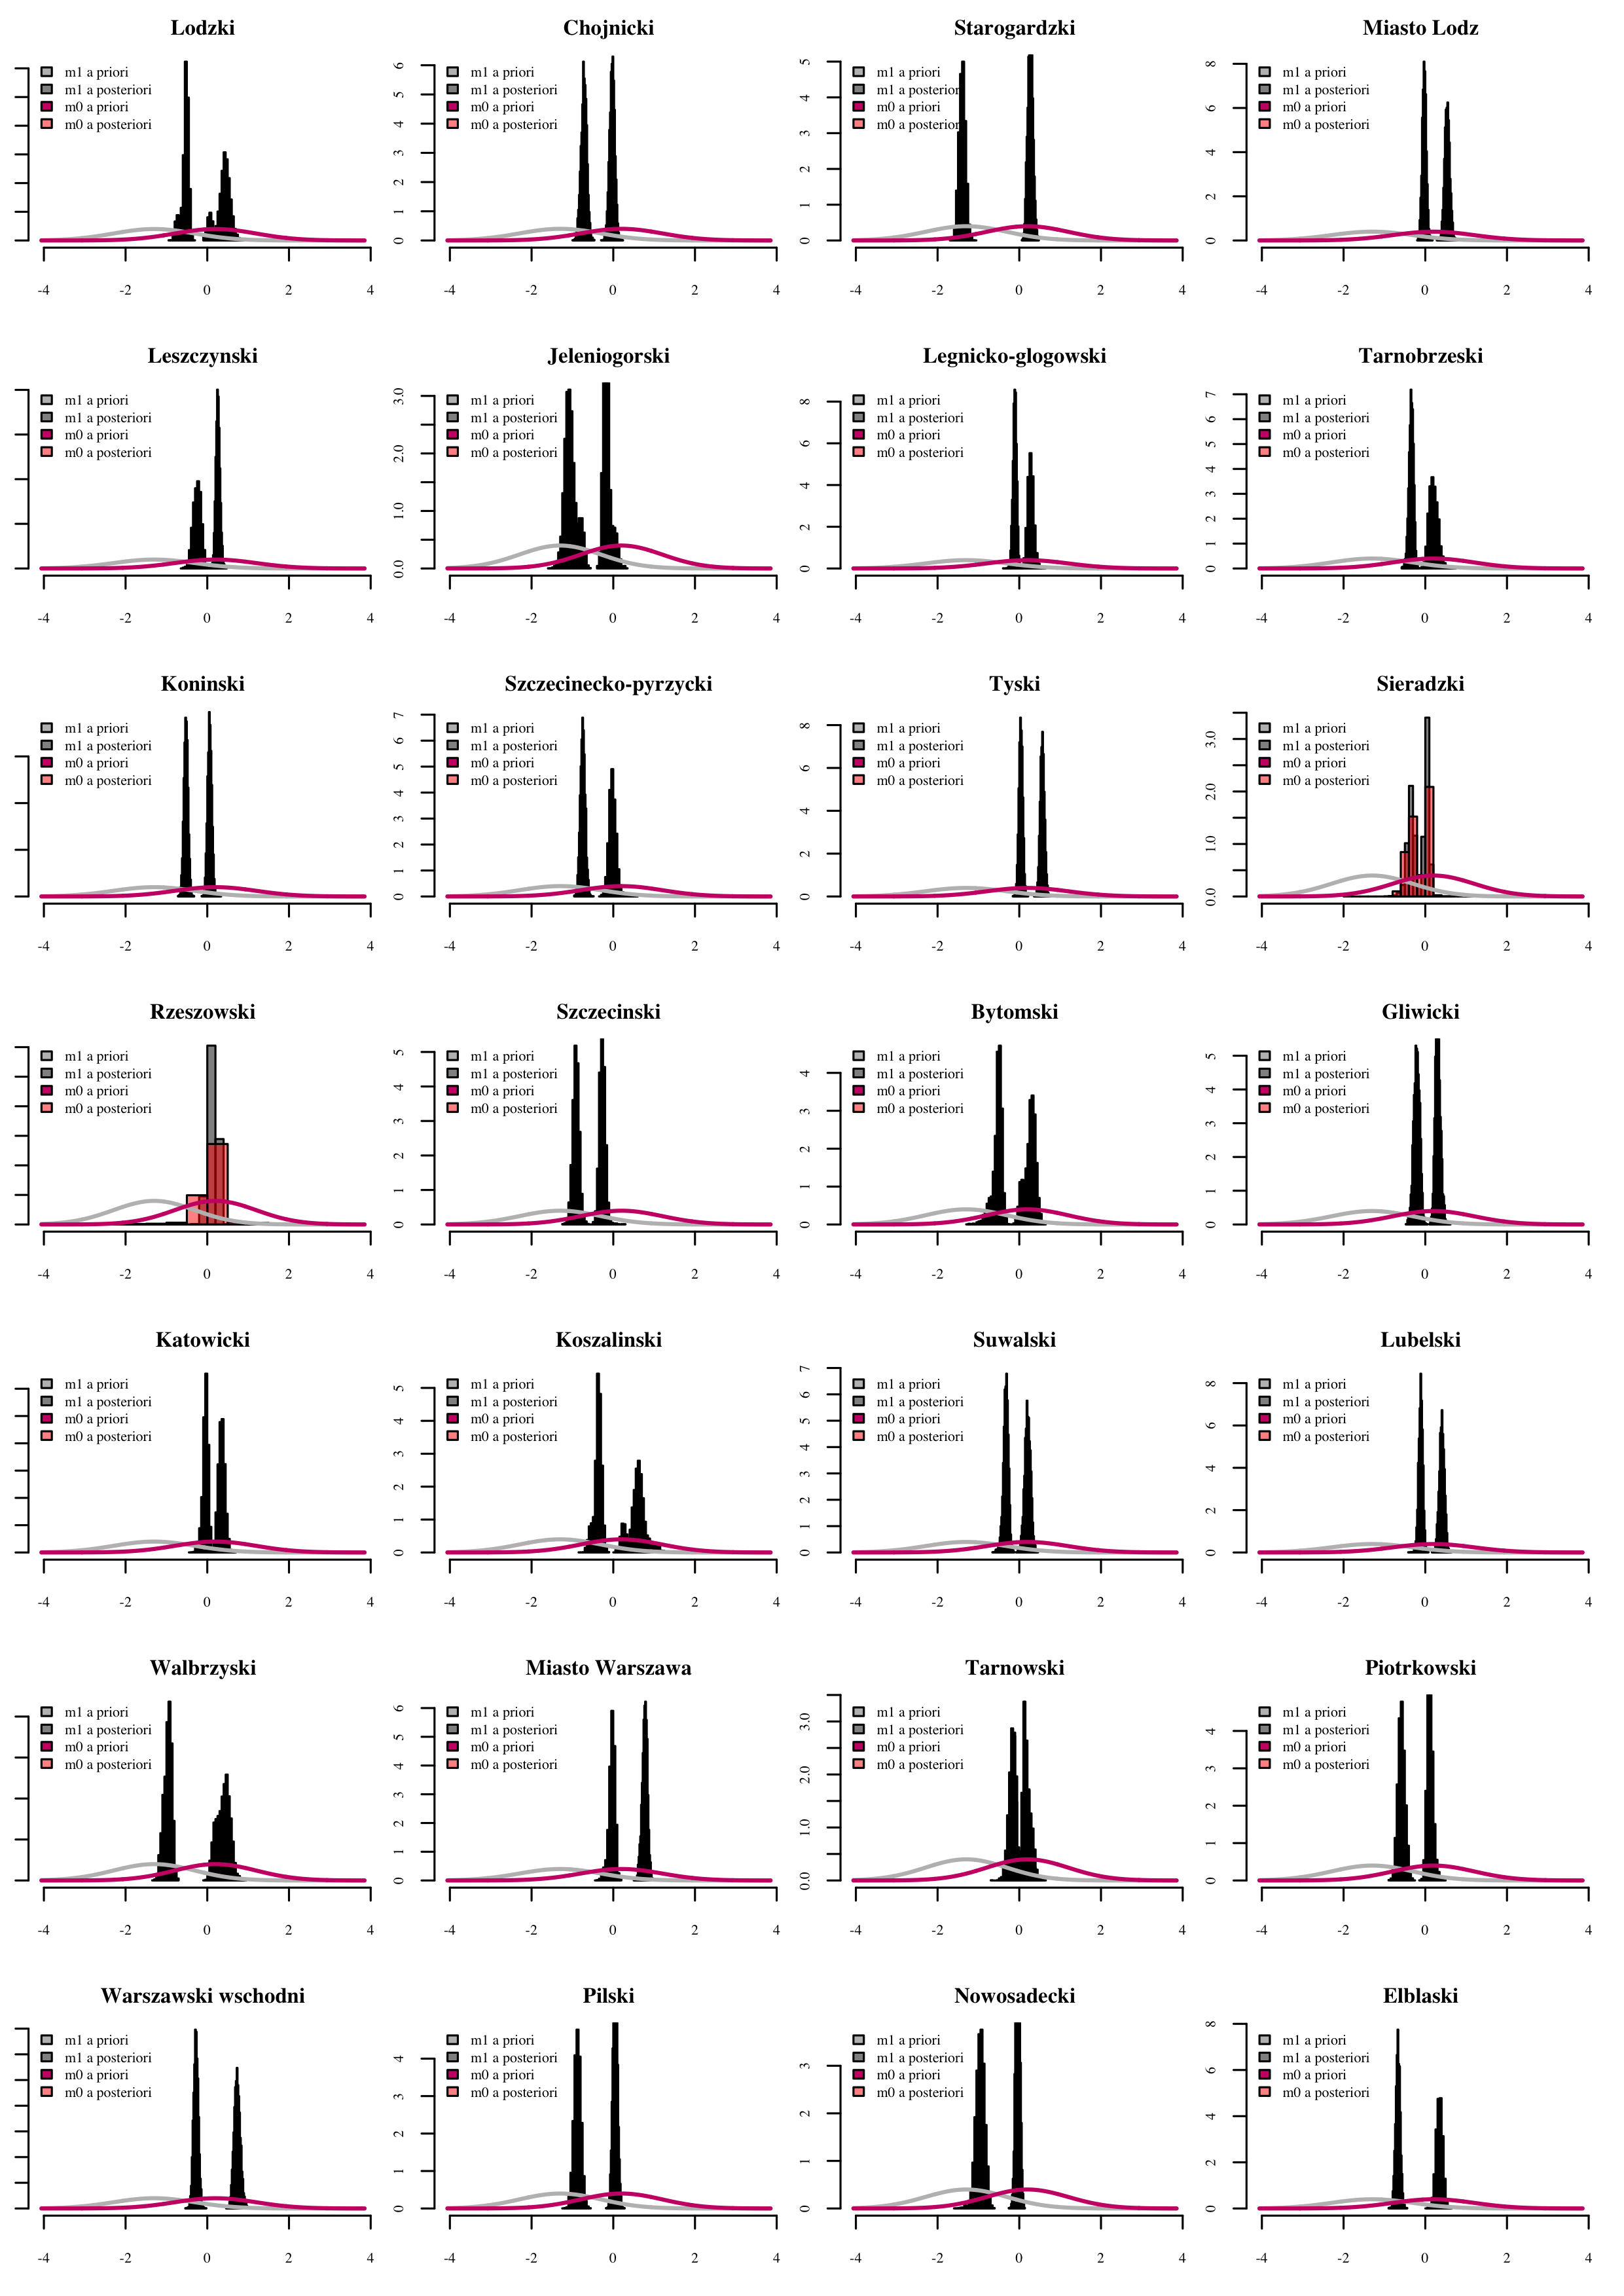 Lodzki
m1 a priori
m1 a posteriori
m0 a priori
m0 a posteriori
-4 -2 0 2 4
Chojnicki
m1 a priori
m1 a posteriori
m0 a priori
m0 a posteriori
0 1 2 3 4 5 6
-4 -2 0 2 4
Starogardzki
m1 a priori
m1 a posterior
m0 a priori
m0 a posterior
0 1 2 3 4 5
-4 -2 0 2 4
Miasto Lodz
m1 a priori
m1 a posteriori
m0 a priori
m0 a posteriori
0 2 4 6 8
-4 -2 0 2 4
Leszczynski
m1 a priori
m1 a posteriori
m0 a priori
m0 a posteriori
-4 -2 0 2 4
Jeleniogorski
m1 a priori
m1 a posteriori
m0 a priori
m0 a posteriori
0.0 1.0 2.0 3.0
-4 -2 0 2 4
Legnicko-glogowski
m1 a priori
m1 a posteriori
m0 a priori
m0 a posteriori
0 2 4 6 8
-4 -2 0 2 4
Tarnobrzeski
m1 a priori
m1 a posteriori
m0 a priori
m0 a posteriori
0 1 2 3 4 5 6 7
-4 -2 0 2 4
Koninski
m1 a priori
m1 a posteriori
m0 a priori
m0 a posteriori
-4 -2 0 2 4
Szczecinecko-pyrzycki
m1 a priori
m1 a posteriori
m0 a priori
m0 a posteriori
0 1 2 3 4 5 6 7
-4 -2 0 2 4
Tyski
m1 a priori
m1 a posteriori
m0 a priori
m0 a posteriori
0 2 4 6 8
-4 -2 0 2 4
Sieradzki
m1 a priori
m1 a posteriori
m0 a priori
m0 a posteriori
0.0 1.0 2.0 3.0
-4 -2 0 2 4
Rzeszowski
m1 a priori
m1 a posteriori
m0 a priori
m0 a posteriori
-4 -2 0 2 4
Szczecinski
m1 a priori
m1 a posteriori
m0 a priori
m0 a posteriori
0 1 2 3 4 5
-4 -2 0 2 4
Bytomski
m1 a priori
m1 a posteriori
m0 a priori
m0 a posteriori
0 1 2 3 4
-4 -2 0 2 4
Gliwicki
m1 a priori
m1 a posteriori
m0 a priori
m0 a posteriori
0 1 2 3 4 5
-4 -2 0 2 4
Katowicki
m1 a priori
m1 a posteriori
m0 a priori
m0 a posteriori
-4 -2 0 2 4
Koszalinski
m1 a priori
m1 a posteriori
m0 a priori
m0 a posteriori
0 1 2 3 4 5
-4 -2 0 2 4
Suwalski
m1 a priori
m1 a posteriori
m0 a priori
m0 a posteriori
0 1 2 3 4 5 6 7
-4 -2 0 2 4
Lubelski
m1 a priori
m1 a posteriori
m0 a priori
m0 a posteriori
0 2 4 6 8
-4 -2 0 2 4
Walbrzyski
m1 a priori
m1 a posteriori
m0 a priori
m0 a posteriori
-4 -2 0 2 4
Miasto Warszawa
m1 a priori
m1 a posteriori
m0 a priori
m0 a posteriori
0 1 2 3 4 5 6
-4 -2 0 2 4
Tarnowski
m1 a priori
m1 a posteriori
m0 a priori
m0 a posteriori
0.0 1.0 2.0 3.0
-4 -2 0 2 4
Piotrkowski
m1 a priori
m1 a posteriori
m0 a priori
m0 a posteriori
0 1 2 3 4
-4 -2 0 2 4
Warszawski wschodni
m1 a priori
m1 a posteriori
m0 a priori
m0 a posteriori
-4 -2 0 2 4
Pilski
m1 a priori
m1 a posteriori
m0 a priori
m0 a posteriori
0 1 2 3 4
-4 -2 0 2 4
Nowosadecki
m1 a priori
m1 a posteriori
m0 a priori
m0 a posteriori
0 1 2 3
-4 -2 0 2 4
Elblaski
m1 a priori
m1 a posteriori
m0 a priori
m0 a posteriori
0 2 4 6 8
-4 -2 0 2 4